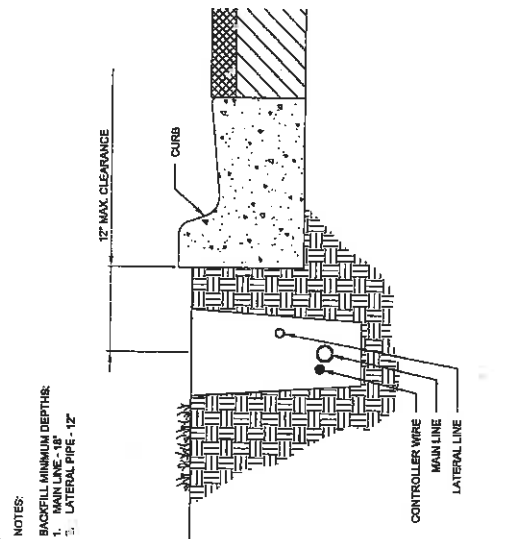 NOTES:
BACKFILL MINIMUM DEPTHS:
1. MAIN LINE - 18"
2. LATERAL PIPE - 12"
12" MAX. CLEARANCE
CURB
CONTROLLER WIRE
MAIN LINE
LATERAL LINE